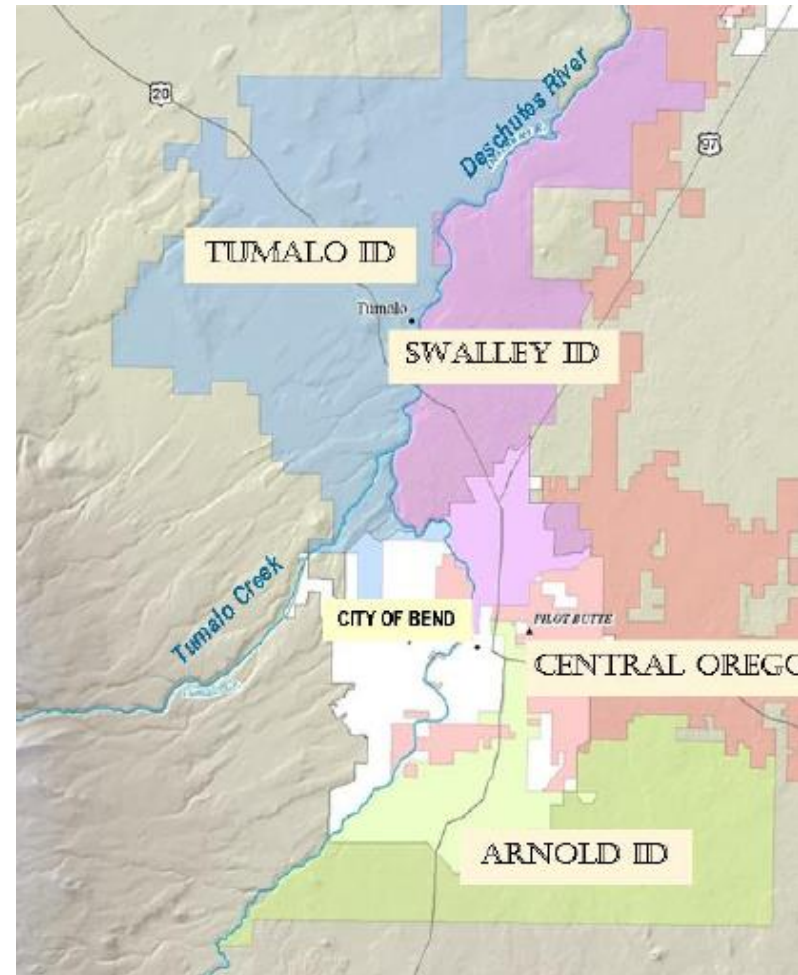 20
Deschutes River
97
TUMALO ID
Tumalo
SWALLEY ID
Tumalo Creek
CITY OF BEND
PILOT BUTTE
CENTRAL OREGO
ARNOLD ID